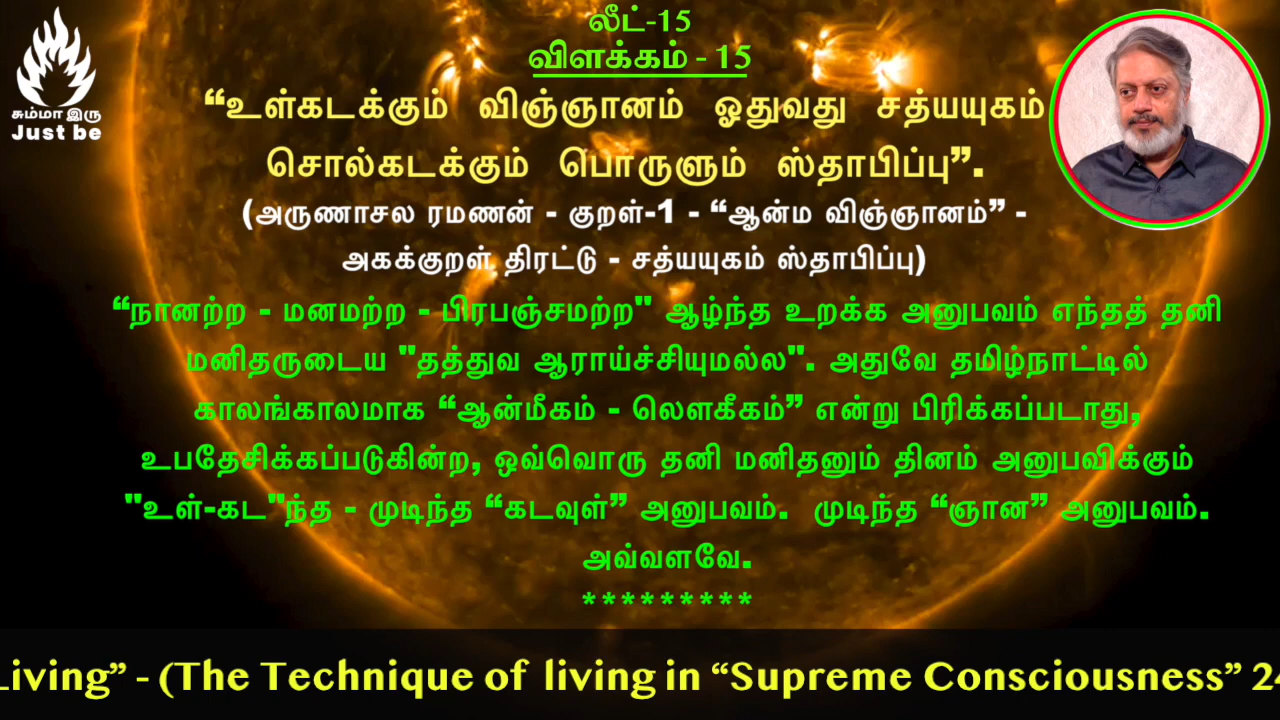 லீட்-15
விளக்கம் - 15
சும்மா இரு
Just be
“உள்கடக்கும் விஞ்ஞானம் ஓதுவது சத்யயுகம்
சொல்கடக்கும் பொருளும் ஸ்தாபிப்பு”.
(அருணாசல ரமணன் - குறள்-1 - “ஆன்ம விஞ்ஞானம்” -
அகக்குறள் திரட்டு - சத்யயுகம் ஸ்தாபிப்பு)
“நானற்ற - மனமற்ற - பிரபஞ்சமற்ற" ஆழ்ந்த உறக்க அனுபவம் எந்தத் தனி
மனிதருடைய "தத்துவ ஆராய்ச்சியுமல்ல". அதுவே தமிழ்நாட்டில்
காலங்காலமாக “ஆன்மீகம் - லௌகீகம்” என்று பிரிக்கப்படாது,
உபதேசிக்கப்படுகின்ற, ஒவ்வொரு தனி மனிதனும் தினம் அனுபவிக்கும்
"உள்-கட"ந்த - முடிந்த “கடவுள்” அனுபவம். முடிந்த “ஞான” அனுபவம்.
அவ்வளவே.
*********
Living” - (The Technique of living in “Supreme Consciousness” 24